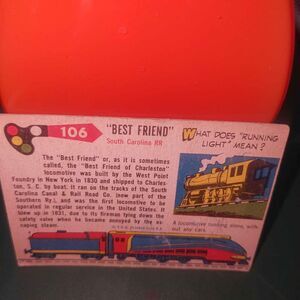 106
"BEST FRIEND"
South Carolina RR
The "Best Friend" or, as it is sometimes
called, the "Best Friend of Charleston"
locomotive was built by the West Point
Foundry in New York in 1830 and shipped to Charles-
ton, S. C. by boat. It ran on the tracks of the South
Carolina Canal & Rail Road Co. (now part of the
Southern Ry.), and was the first locomotive to be
operated in regular service in the United States. It
blew up in 1831, due to its fireman tying down the
safety valve when he became annoyed by the es-
caping steam.
WHAT DOES "RUNNING
LIGHT" MEAN?
A locomotive running alone, with-
out any cars.